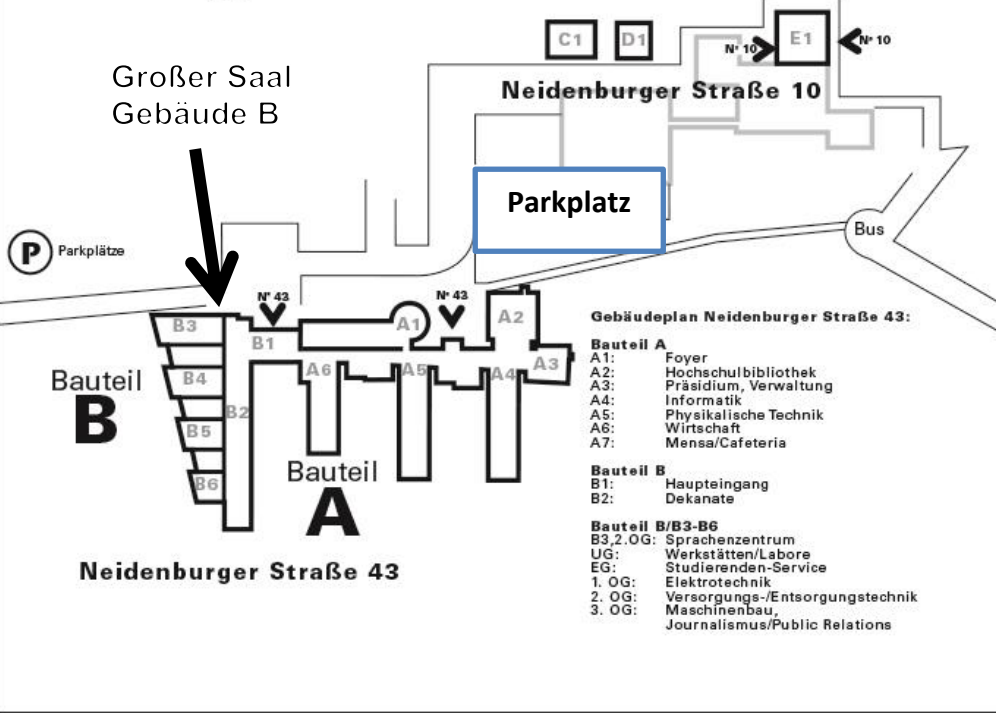 C1
D1
Nº 10
E1
Nº 10
Neidenburger Straße 10
Großer Saal
Gebäude B
Parkplatz
P
Parkplätze
Bus
Nº 43
Nº 43
B3
B1
A1
A2
B4
A6
A5
A4
A3
Bauteil
B
B2
B5
B6
Bauteil
A
Neidenburger Straße 43
Gebäudeplan Neidenburger Straße 43:
Bauteil A
A1: Foyer
A2: Hochschulbibliothek
A3: Präsidium, Verwaltung
A4: Informatik
A5: Physikalische Technik
A6: Wirtschaft
A7: Mensa/Cafeteria
Bauteil B
B1: Haupteingang
B2: Dekanate
Bauteil B/B3-B6
B3,2.OG: Sprachenzentrum
UG: Werkstätten/Labore
EG: Studierenden-Service
1. OG: Elektrotechnik
2. OG: Versorgungs-/Entsorgungstechnik
3. OG: Maschinenbau,
Journalismus/Public Relations